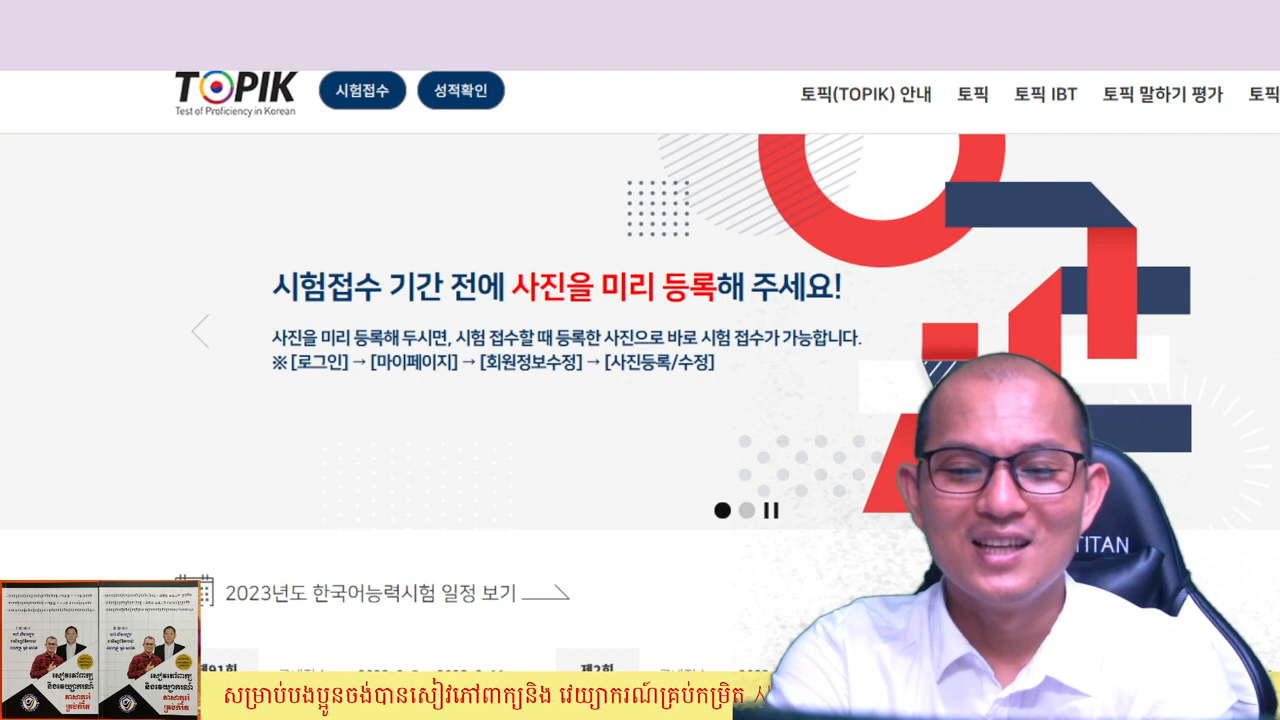 TOPIK
Test of Proficiency in Korean
시험접수
성적확인
토픽(TOPIK) 안내
토픽
토픽 IBT
토픽 말하기 평가
토픽
시험접수 기간 전에 사진을 미리 등록해 주세요!
사진을 미리 등록해 두시면, 시험 접수할 때 등록한 사진으로 바로 시험 접수가 가능합니다.
※ [로그인] → [마이페이지] → [회원정보수정] → [사진등록/수정]
TITAN
2023년도 한국어능력시험 일정 보기
제91회
제2회
សម្រាប់បងប្អូនចង់បានសៀវភៅពាក្យនិង វេយ្យាករណ៍គ្រប់កម្រិត